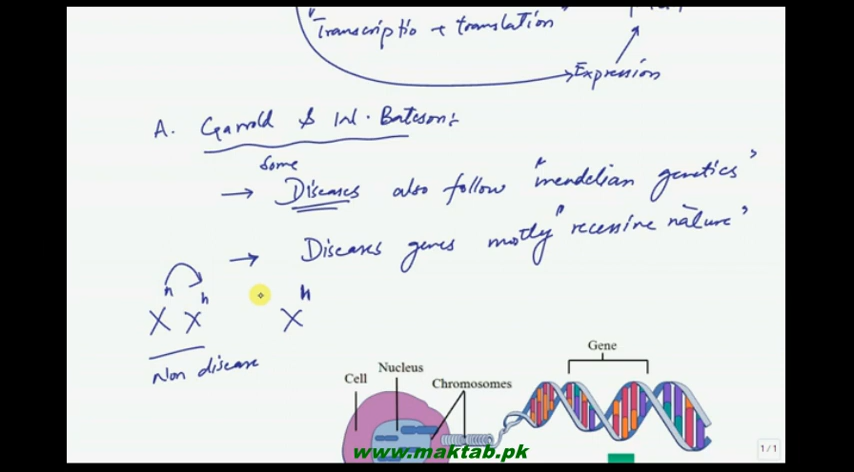 "Transcriptio + translation"
Expression
A. Garrold & W. Bateson:
some
→ Diseases also follow "mendelian genetics"
→ Diseases genes mostly "recessive nature"
h h h
X X X
Non disease
Gene
Nucleus
Cell
Chromosomes
1/1
www.maktab.pk